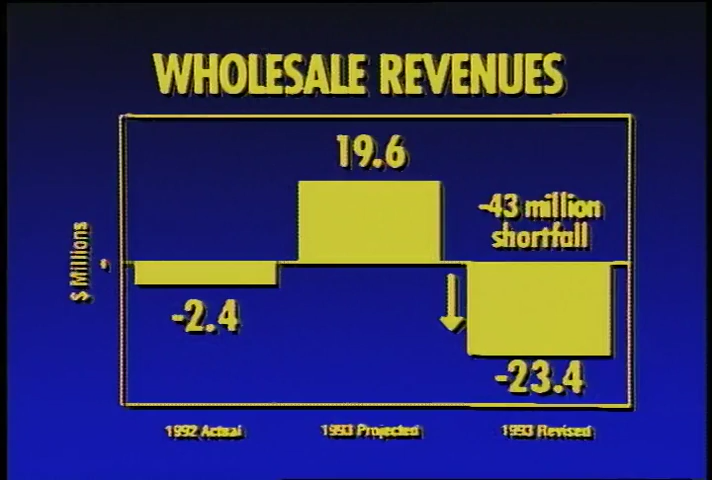 WHOLESALE REVENUES
19.6
-43 million
shortfall
$ Millions
-2.4
-23.4
1992 Actual
1993 Projected
1993 Revised